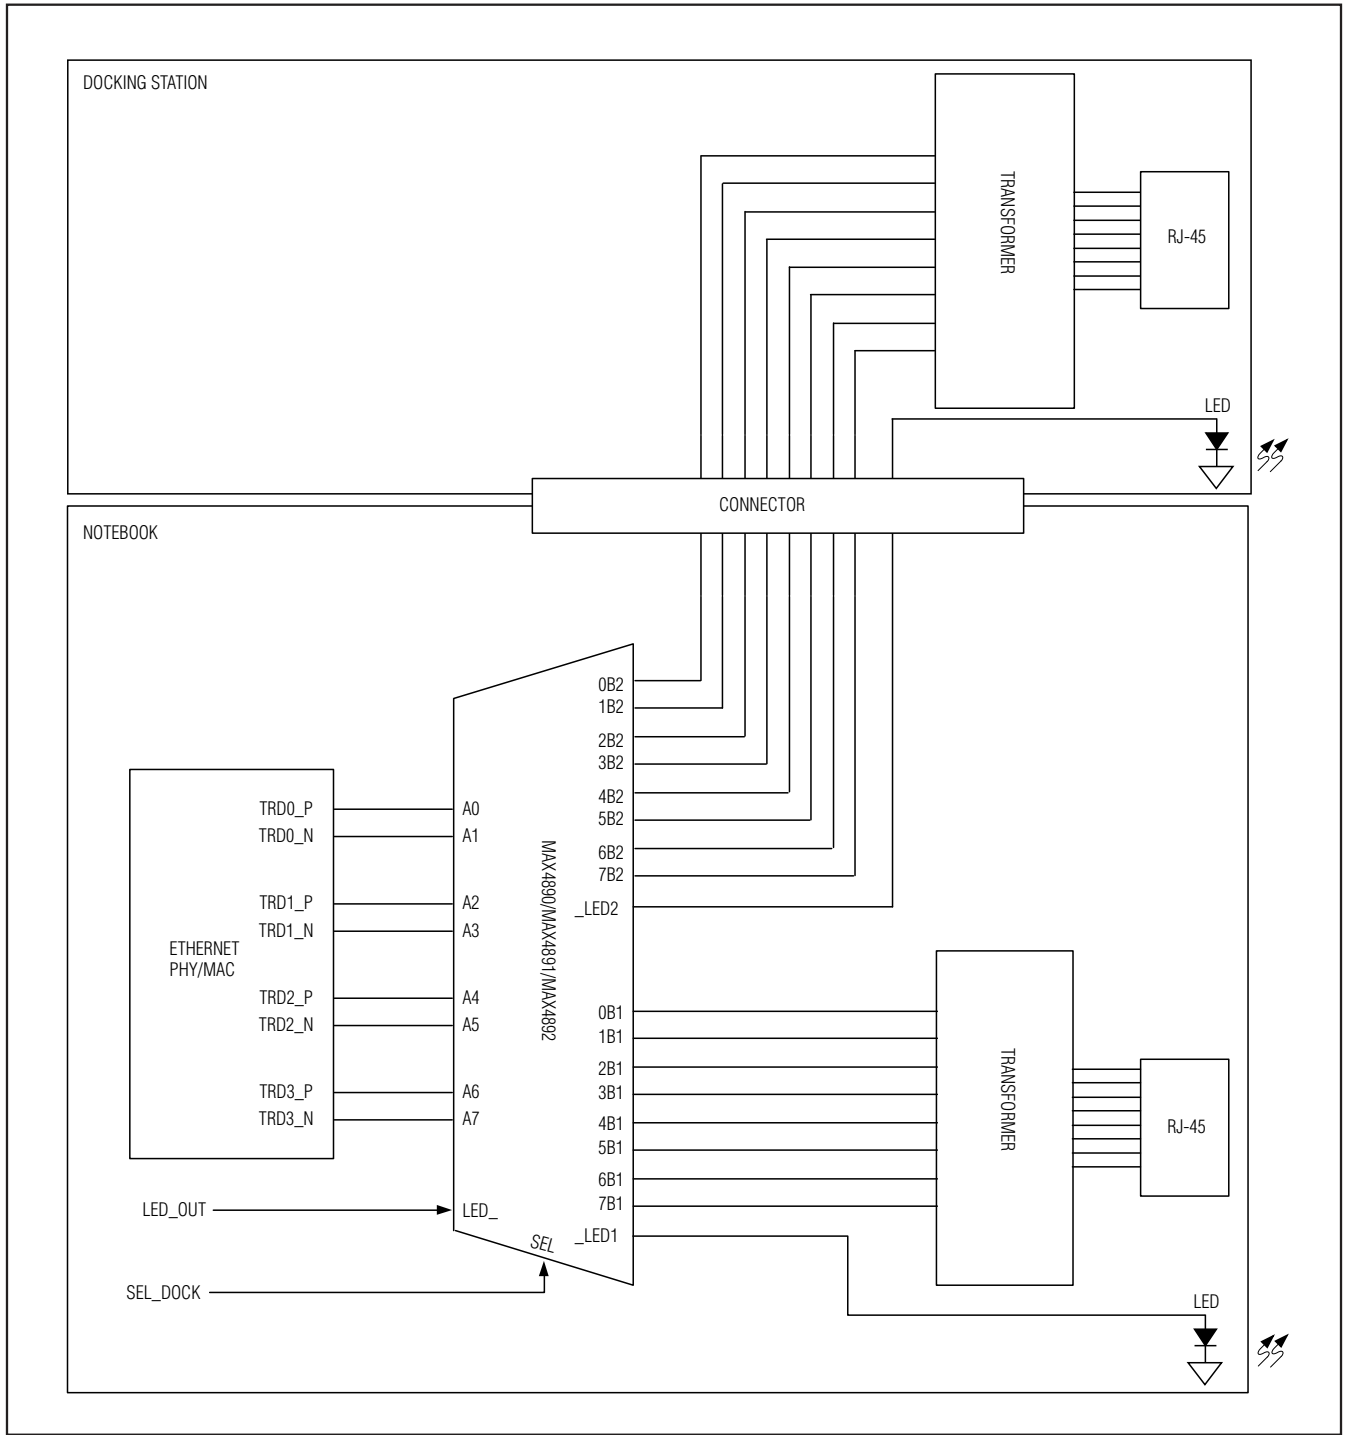 DOCKING STATION
TRANSFORMER
RJ-45
LED
CONNECTOR
NOTEBOOK
0B2
1B2
2B2
3B2
4B2
5B2
6B2
7B2
_LED2
TRD0_P
A0
TRD0_N
A1
TRD1_P
A2
TRD1_N
A3
ETHERNET
PHY/MAC
TRD2_P
A4
TRD2_N
A5
TRD3_P
A6
TRD3_N
A7
MAX4890/MAX4891/MAX4892
0B1
1B1
2B1
3B1
4B1
5B1
6B1
7B1
_LED1
TRANSFORMER
RJ-45
LED_OUT
LED_
SEL
SEL_DOCK
LED